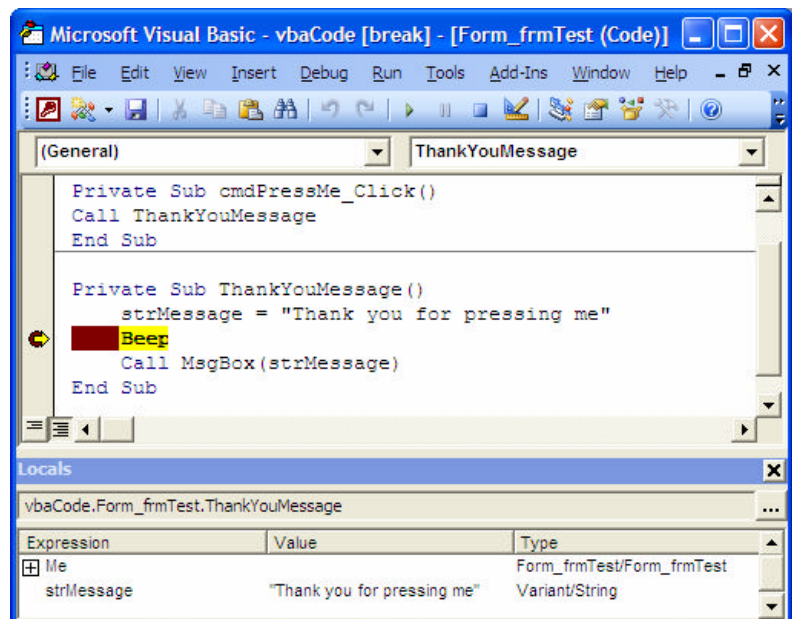 Microsoft Visual Basic - vbaCode [break] - [Form_frmTest (Code)]
File Edit View Insert Debug Run Tools Add-Ins Window Help
(General) ThankYouMessage
Private Sub cmdPressMe_Click()
Call ThankYouMessage
End Sub
Private Sub ThankYouMessage()
strMessage = "Thank you for pressing me"
Beep
Call MsgBox(strMessage)
End Sub
Locals
vbaCode.Form_frmTest.ThankYouMessage ...
Expression Value Type
Me Form_frmTest/Form_frmTest
strMessage "Thank you for pressing me" Variant/String